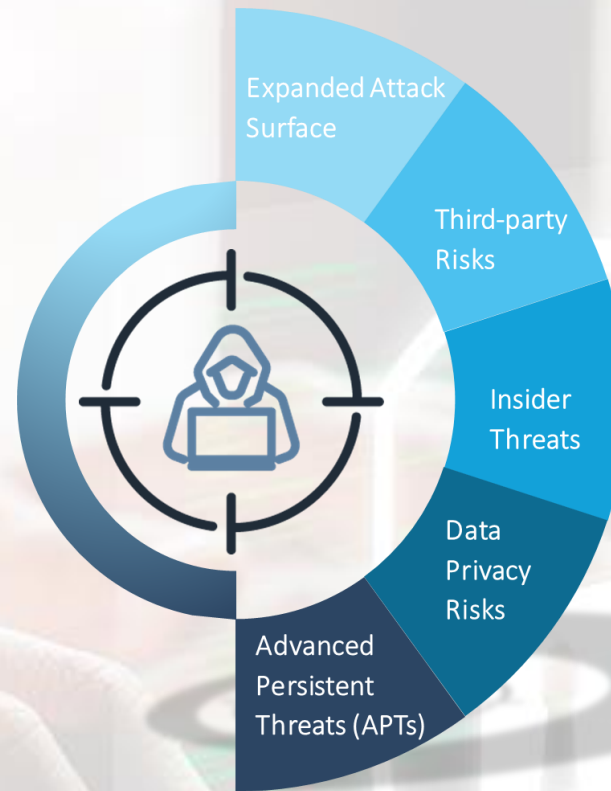 Expanded Attack
Surface
Third-party
Risks
Insider
Threats
Data
Privacy
Risks
Advanced
Persistent
Threats (APTs)